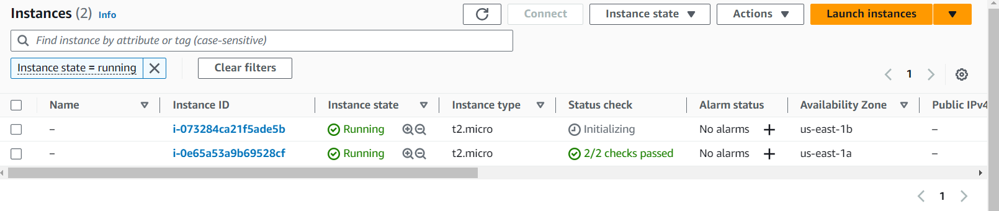 Instances (2) Info
Connect Instance state Actions Launch instances
Find instance by attribute or tag (case-sensitive)
Instance state = running Clear filters
1
Name Instance ID Instance state Instance type Status check Alarm status Availability Zone Public IPv4
– i-073284ca21f5ade5b Running t2.micro Initializing No alarms + us-east-1b –
– i-0e65a53a9b69528cf Running t2.micro 2/2 checks passed No alarms + us-east-1a –
1